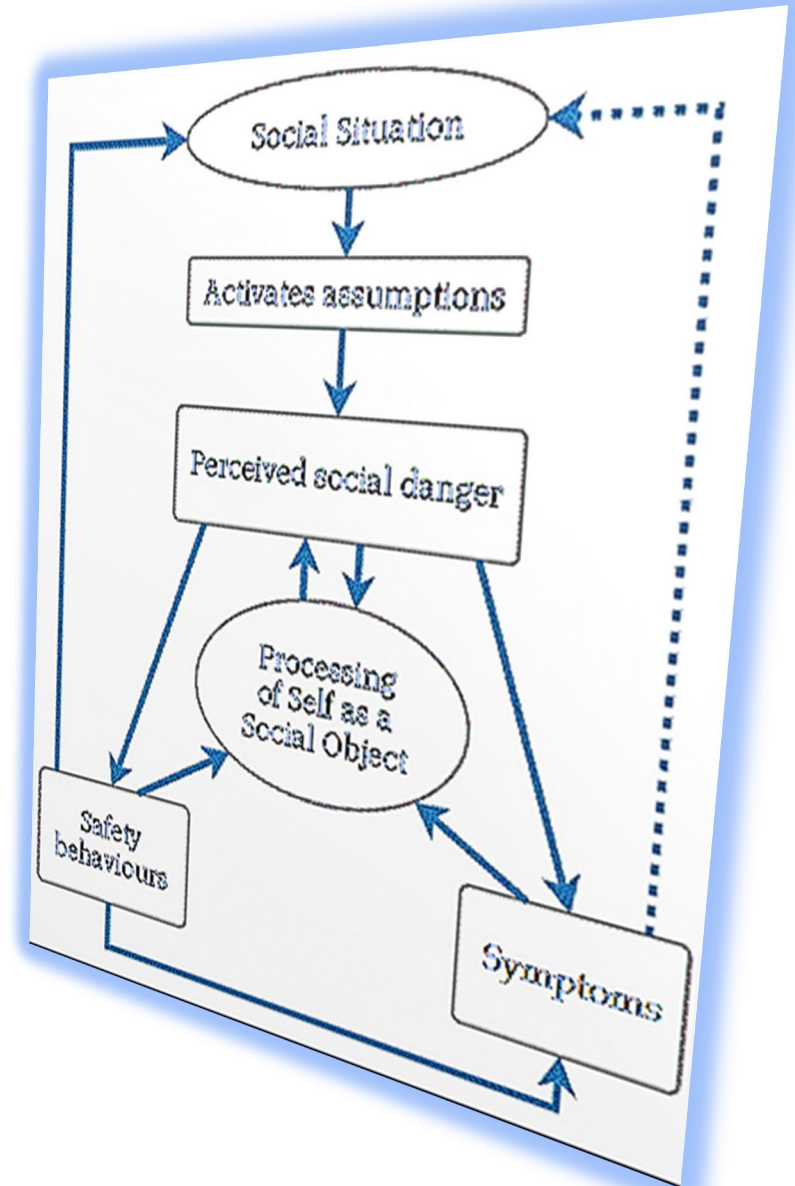 Social Situation
Activates assumptions
Perceived social danger
Processing
of Self as a
Social Object
Safety
behaviours
Symptoms